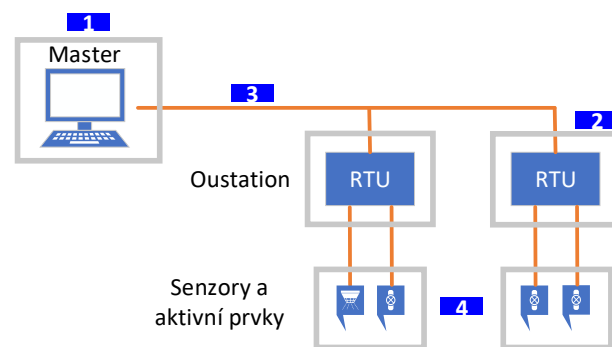 1
Master
3
2
Oustation
RTU
RTU
Senzory a
aktivní prvky
4